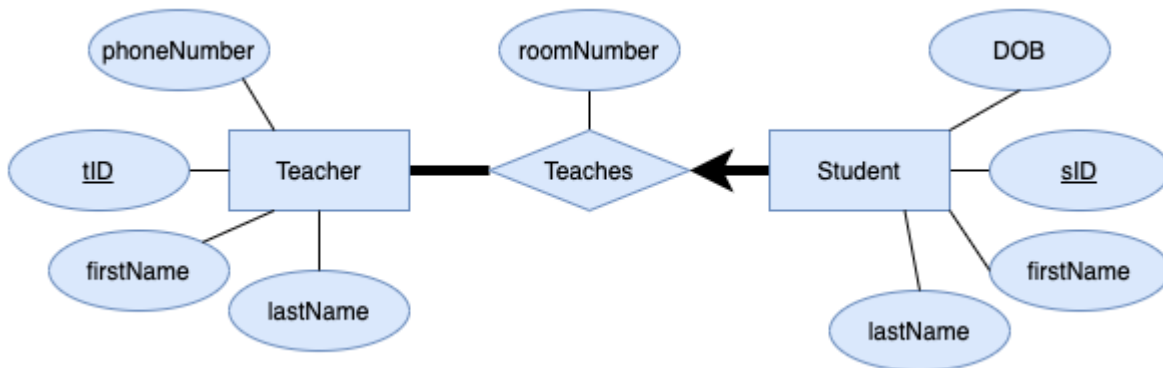 phoneNumber
roomNumber
DOB
tID
Teacher
Teaches
Student
sID
firstName
lastName
firstName
lastName